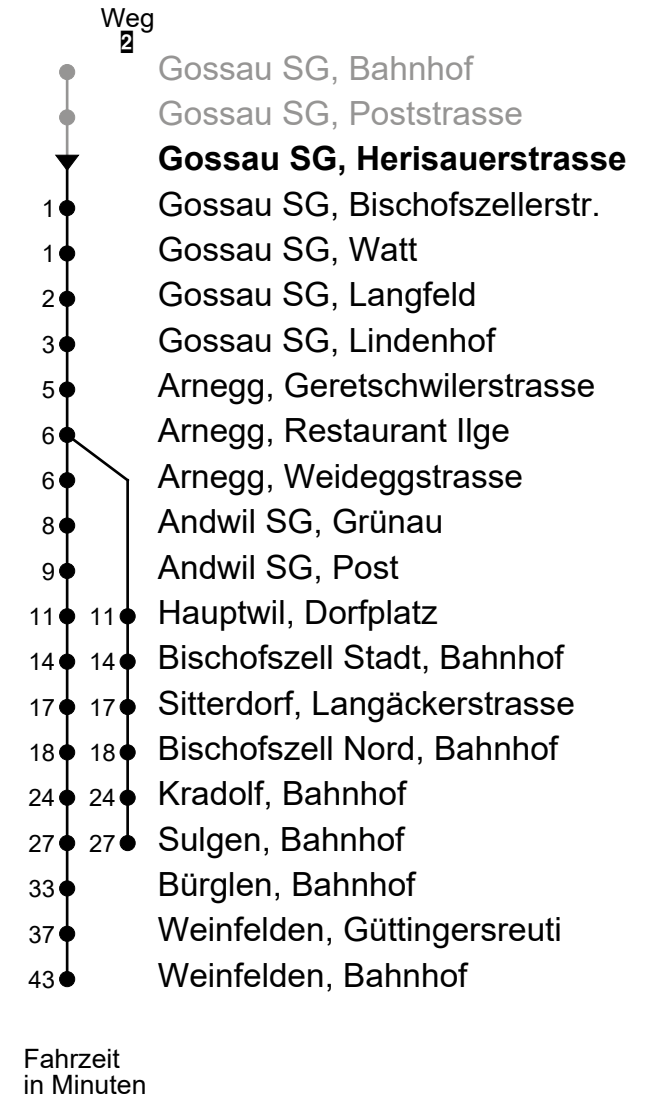 Weg
2
Gossau SG, Bahnhof
Gossau SG, Poststrasse
Gossau SG, Herisauerstrasse
1 Gossau SG, Bischofszellerstr.
1 Gossau SG, Watt
2 Gossau SG, Langfeld
3 Gossau SG, Lindenhof
5 Arnegg, Geretschwilerstrasse
6 Arnegg, Restaurant Ilge
6 Arnegg, Weideggstrasse
8 Andwil SG, Grünau
9 Andwil SG, Post
11 11 Hauptwil, Dorfplatz
14 14 Bischofszell Stadt, Bahnhof
17 17 Sitterdorf, Langäckerstrasse
18 18 Bischofszell Nord, Bahnhof
24 24 Kradolf, Bahnhof
27 27 Sulgen, Bahnhof
33 Bürglen, Bahnhof
37 Weinfelden, Güttingersreuti
43 Weinfelden, Bahnhof
Fahrzeit
in Minuten